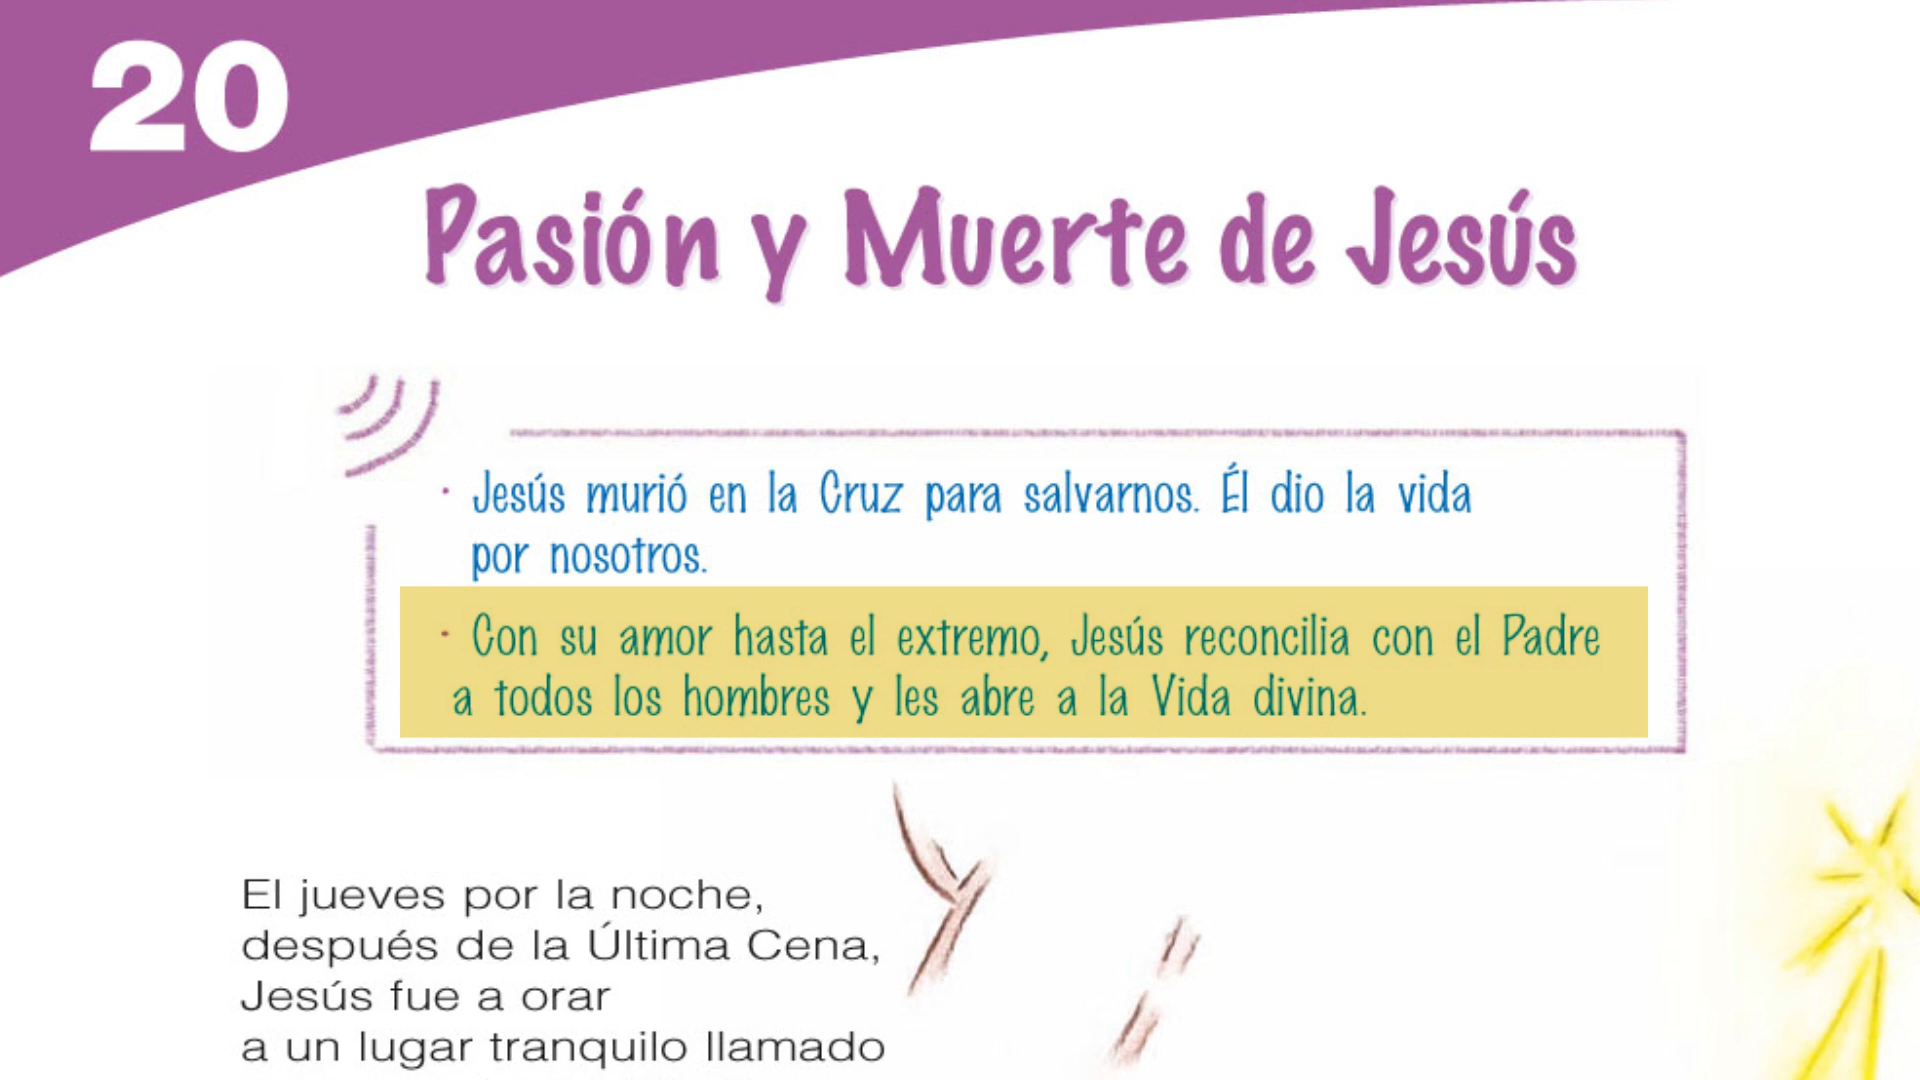 20
Pasión y Muerte de Jesús
· Jesús murió en la Cruz para salvarnos. Él dio la vida
por nosotros.
· Con su amor hasta el extremo, Jesús reconcilia con el Padre
a todos los hombres y les abre a la Vida divina.
El jueves por la noche,
después de la Última Cena,
Jesús fue a orar
a un lugar tranquilo llamado